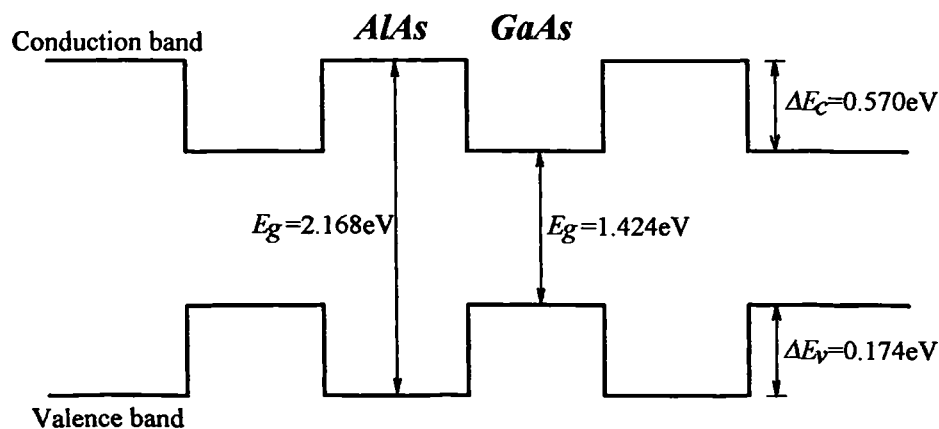 AlAs GaAs
Conduction band
ΔEc=0.570eV
Eg=2.168eV Eg=1.424eV
ΔEv=0.174eV
Valence band